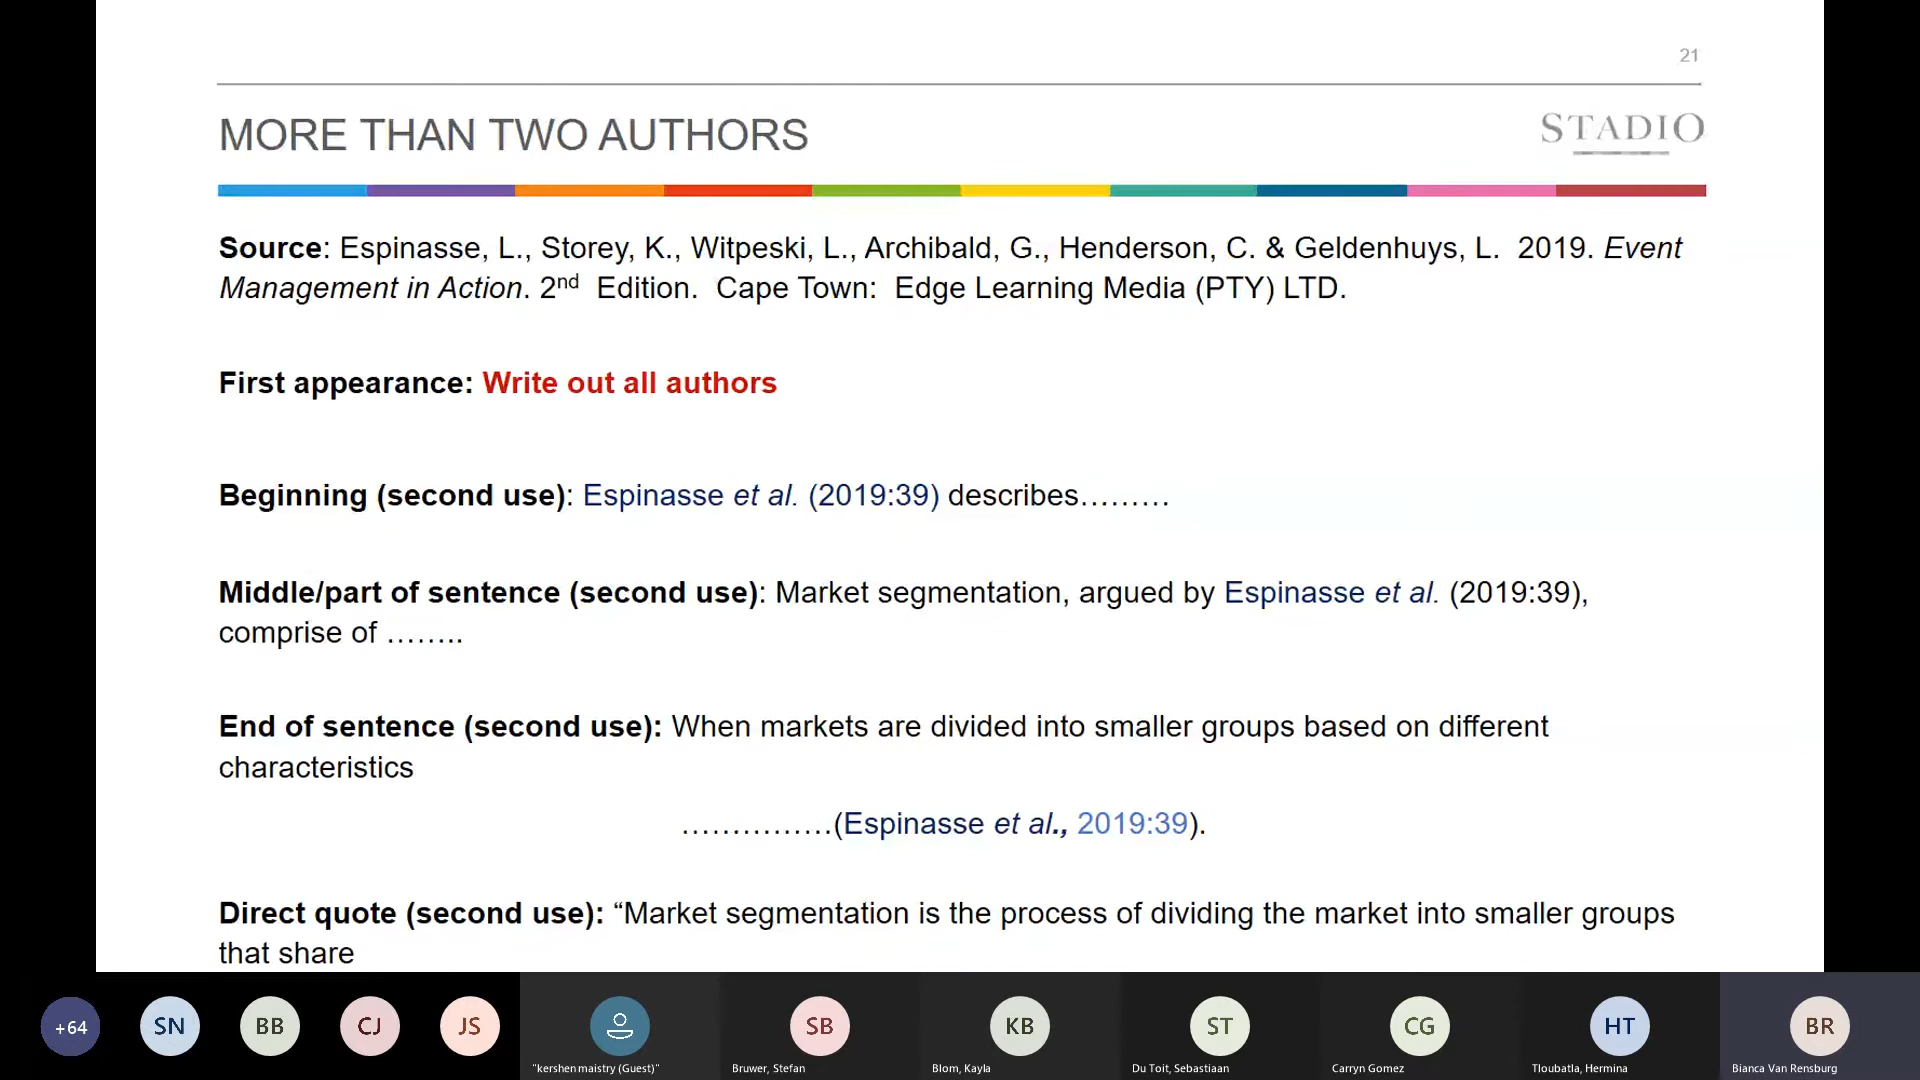 21
MORE THAN TWO AUTHORS
STADIO
Source: Espinasse, L., Storey, K., Witpeski, L., Archibald, G., Henderson, C. & Geldenhuys, L.  2019. Event
Management in Action. 2nd  Edition.  Cape Town:  Edge Learning Media (PTY) LTD.
First appearance: Write out all authors
Beginning (second use): Espinasse et al. (2019:39) describes………
Middle/part of sentence (second use): Market segmentation, argued by Espinasse et al. (2019:39),
comprise of ……..
End of sentence (second use): When markets are divided into smaller groups based on different
characteristics
……………(Espinasse et al., 2019:39).
Direct quote (second use): “Market segmentation is the process of dividing the market into smaller groups
that share
+64
SN
BB
CJ
JS
SB
KB
ST
CG
HT
BR
"kershen maistry (Guest)"
Bruwer, Stefan
Blom, Kayla
Du Toit, Sebastiaan
Carryn Gomez
Tloubatla, Hermina
Bianca Van Rensburg